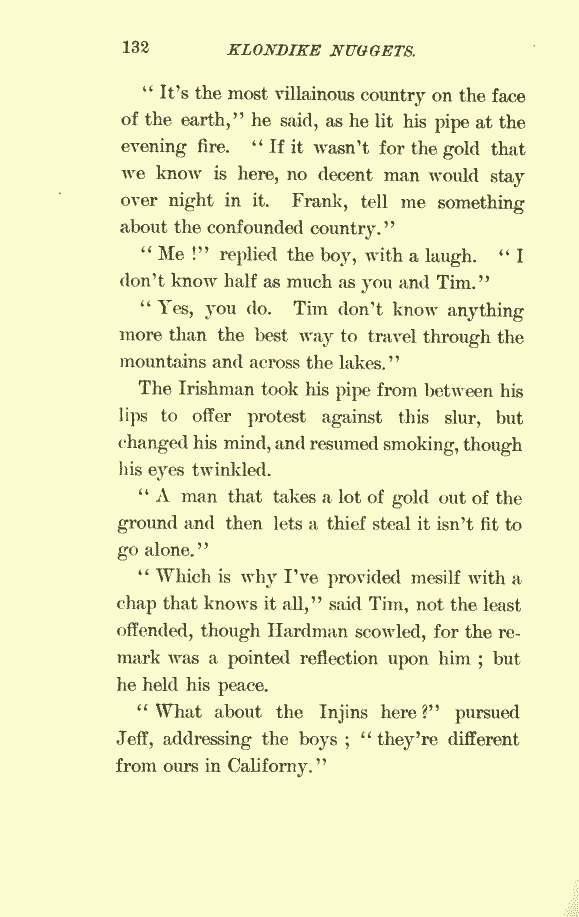 132 KLONDIKE NUGGETS.
“ It's the most villainous country on the face
of the earth,” he said, as he lit his pipe at the
evening fire. “ If it wasn't for the gold that
we know is here, no decent man would stay
over night in it. Frank, tell me something
about the confounded country.”
“ Me !” replied the boy, with a laugh. “ I
don't know half as much as you and Tim.”
“ Yes, you do. Tim don't know anything
more than the best way to travel through the
mountains and across the lakes.”
The Irishman took his pipe from between his
lips to offer protest against this slur, but
changed his mind, and resumed smoking, though
his eyes twinkled.
“ A man that takes a lot of gold out of the
ground and then lets a thief steal it isn't fit to
go alone.”
“ Which is why I've provided mesilf with a
chap that knows it all,” said Tim, not the least
offended, though Hardman scowled, for the re-
mark was a pointed reflection upon him ; but
he held his peace.
“ What about the Injins here ?” pursued
Jeff, addressing the boys ; “ they're different
from ours in Californy.”